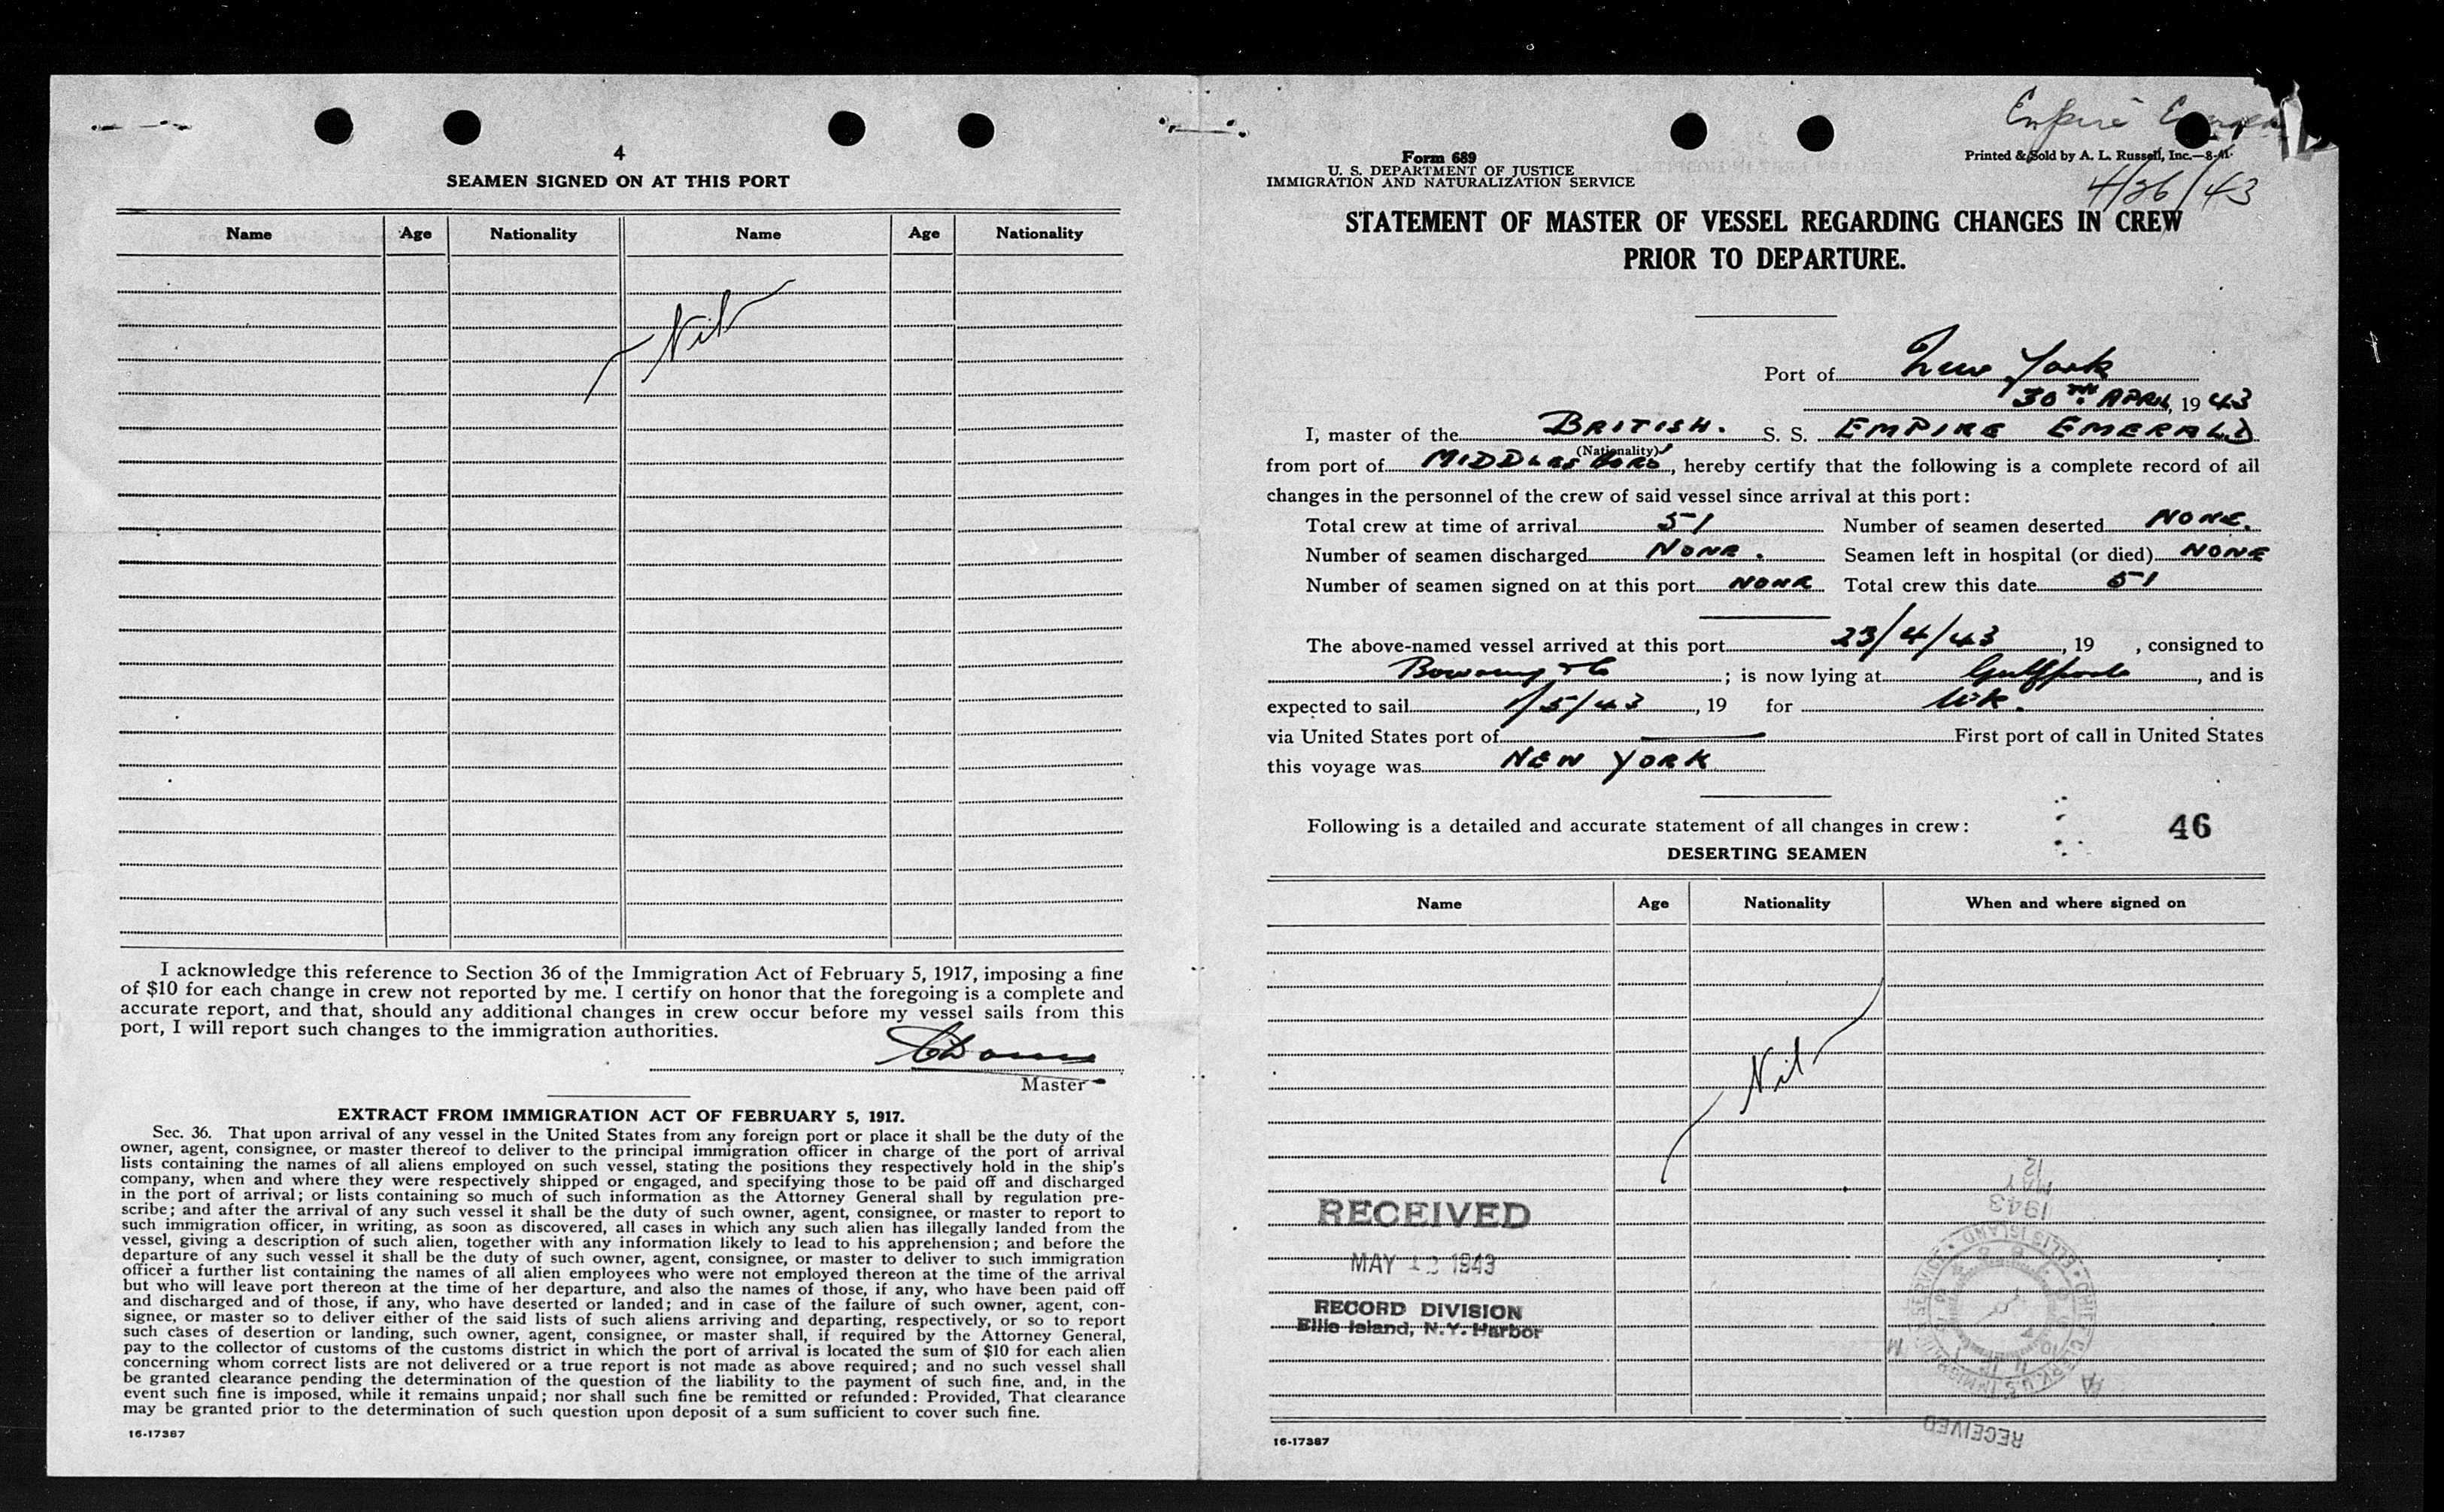 4
SEAMEN SIGNED ON AT THIS PORT
Name Age Nationality Name Age Nationality
Nil
I acknowledge this reference to Section 36 of the Immigration Act of February 5, 1917, imposing a fine
of $10 for each change in crew not reported by me. I certify on honor that the foregoing is a complete and
accurate report, and that, should any additional changes in crew occur before my vessel sails from this
port, I will report such changes to the immigration authorities.
Master
EXTRACT FROM IMMIGRATION ACT OF FEBRUARY 5, 1917.
Sec. 36. That upon arrival of any vessel in the United States from any foreign port or place it shall be the duty of the
owner, agent, consignee, or master thereof to deliver to the principal immigration officer in charge of the port of arrival
lists containing the names of all aliens employed on such vessel, stating the positions they respectively hold in the ship's
company, when and where they were respectively shipped or engaged, and specifying those to be paid off and discharged
in the port of arrival; or lists containing so much of such information as the Attorney General shall by regulation pre-
scribe; and after the arrival of any such vessel it shall be the duty of such owner, agent, consignee, or master to report to
such immigration officer, in writing, as soon as discovered, all cases in which any such alien has illegally landed from the
vessel, giving a description of such alien, together with any information likely to lead to his apprehension; and before the
departure of any such vessel it shall be the duty of such owner, agent, consignee, or master to deliver to such immigration
officer a further list containing the names of all alien employees who were not employed thereon at the time of the arrival
but who will leave port thereon at the time of her departure, and also the names of those, if any, who have been paid off
and discharged and of those, if any, who have deserted or landed; and in case of the failure of such owner, agent, con-
signee, or master so to deliver either of the said lists of such aliens arriving and departing, respectively, or so to report
such cases of desertion or landing, such owner, agent, consignee, or master shall, if required by the Attorney General,
pay to the collector of customs of the customs district in which the port of arrival is located the sum of $10 for each alien
concerning whom correct lists are not delivered or a true report is not made as above required; and no such vessel shall
be granted clearance pending the determination of the question of the liability to the payment of such fine, and, in the
event such fine is imposed, while it remains unpaid; nor shall such fine be remitted or refunded: Provided, That clearance
may be granted prior to the determination of such question upon deposit of a sum sufficient to cover such fine.
16-17387
Empire
Form 689
U. S. DEPARTMENT OF JUSTICE
IMMIGRATION AND NATURALIZATION SERVICE
Printed & Sold by A. L. Russell, Inc.—8-41
4/26/43
STATEMENT OF MASTER OF VESSEL REGARDING CHANGES IN CREW
PRIOR TO DEPARTURE.
Port of New York
30TH APRIL, 19 43
I, master of the BRITISH. S. S. EMPIRE EMERALD
(Nationality)
from port of MIDDLESBORO, hereby certify that the following is a complete record of all
changes in the personnel of the crew of said vessel since arrival at this port:
Total crew at time of arrival 51 Number of seamen deserted NONE.
Number of seamen discharged NONE. Seamen left in hospital (or died) NONE
Number of seamen signed on at this port NONE Total crew this date 51
The above-named vessel arrived at this port 23/4/43, 19 , consigned to
Bowring & Co ; is now lying at Gulfport, and is
expected to sail 1/5/43, 19 for U.K.
via United States port of First port of call in United States
this voyage was NEW YORK
Following is a detailed and accurate statement of all changes in crew: 46
DESERTING SEAMEN
Name Age Nationality When and where signed on
Nil
RECEIVED
MAY 1943
RECORD DIVISION
Ellis Island, N.Y. Harbor
1943
MAY
12
RECEIVED
16-17387